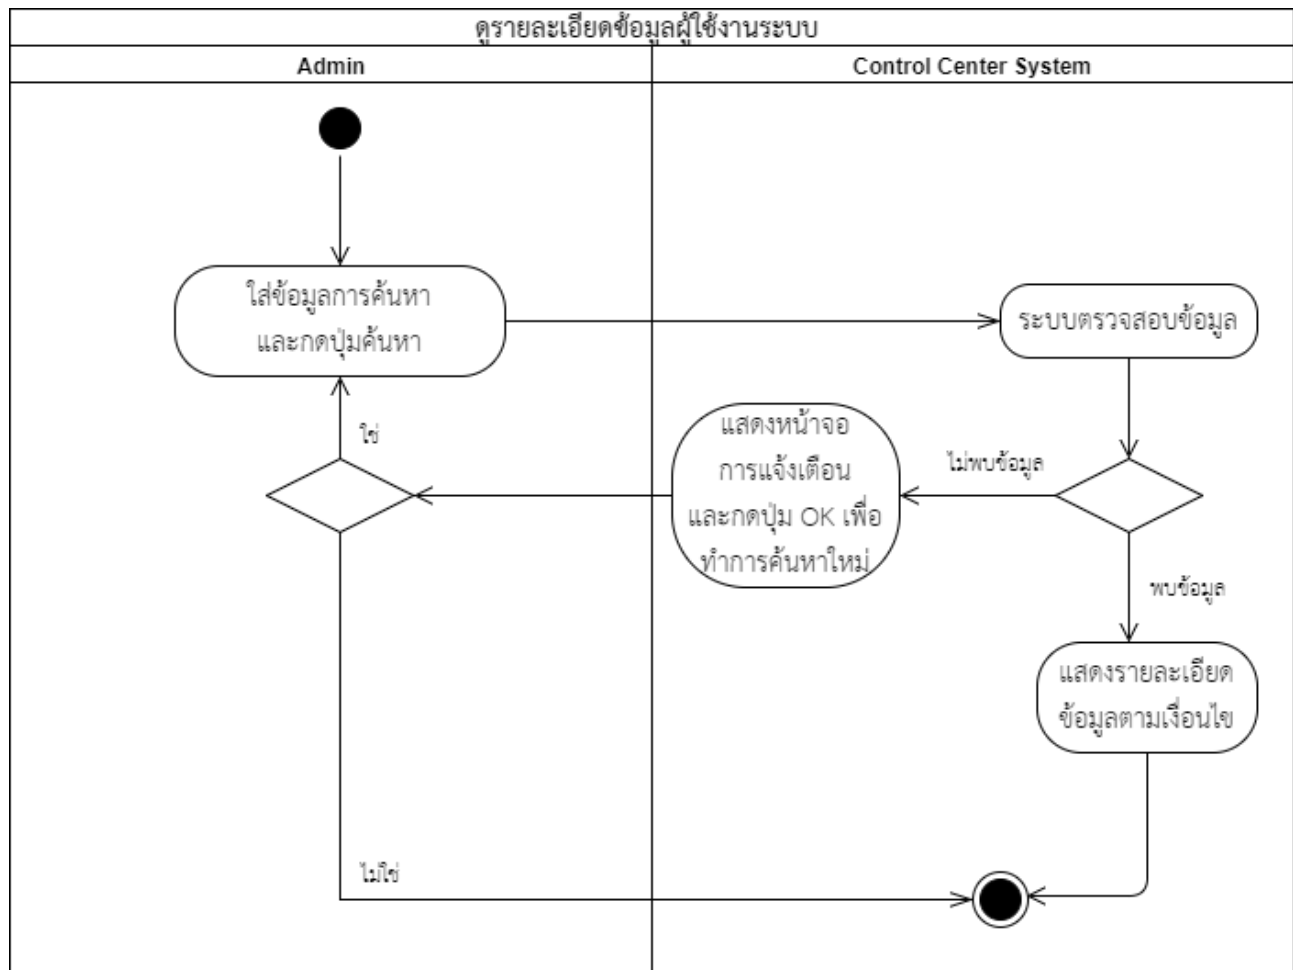 ดูรายละเอียดข้อมูลผู้ใช้งานระบบ
Admin
Control Center System
ใส่ข้อมูลการค้นหา
และกดปุ่มค้นหา
ระบบตรวจสอบข้อมูล
ใช่
แสดงหน้าจอ
การแจ้งเตือน
และกดปุ่ม OK เพื่อ
ทำการค้นหาใหม่
ไม่พบข้อมูล
พบข้อมูล
แสดงรายละเอียด
ข้อมูลตามเงื่อนไข
ไม่ใช่